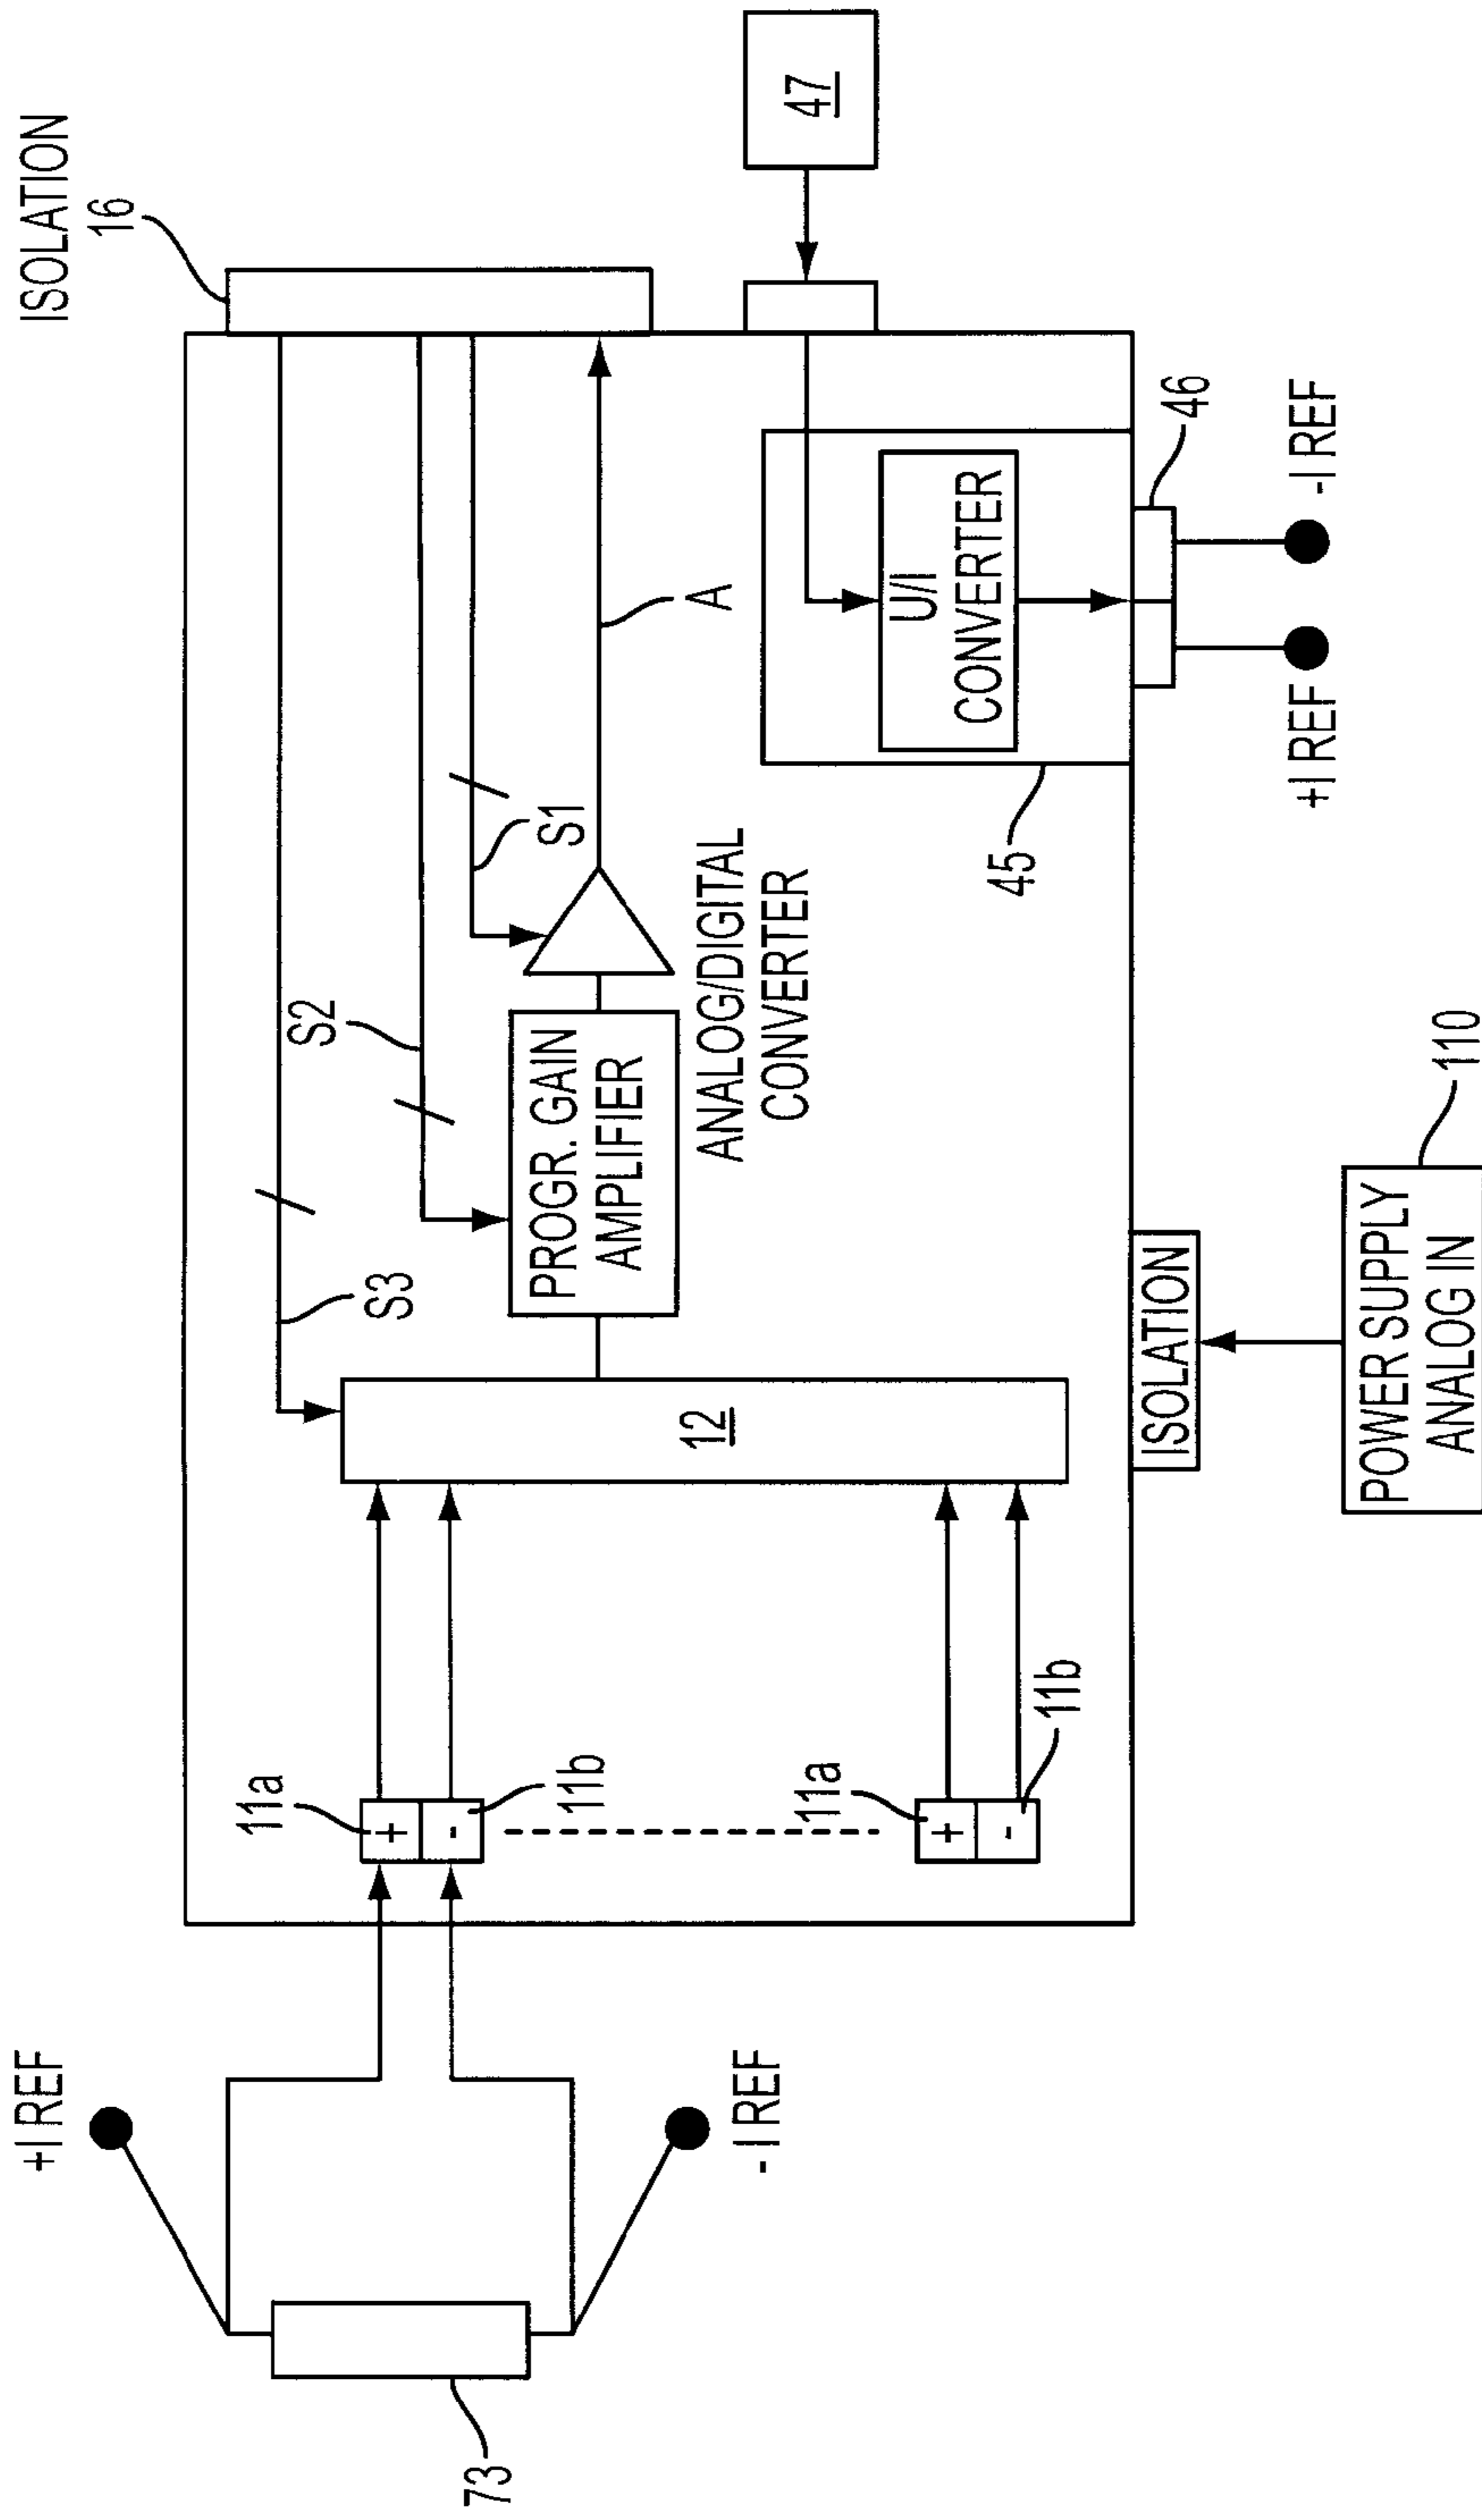 ISOLATION
16
47
+I REF
11a
S3
S2
S1
A
+
-
11b
PROGR. GAIN
AMPLIFIER
ANALOG/DIGITAL
CONVERTER
12
U/I
CONVERTER
73
-I REF
11a
+
-
11b
45
46
ISOLATION
+I REF
-I REF
POWER SUPPLY
ANALOG IN
110